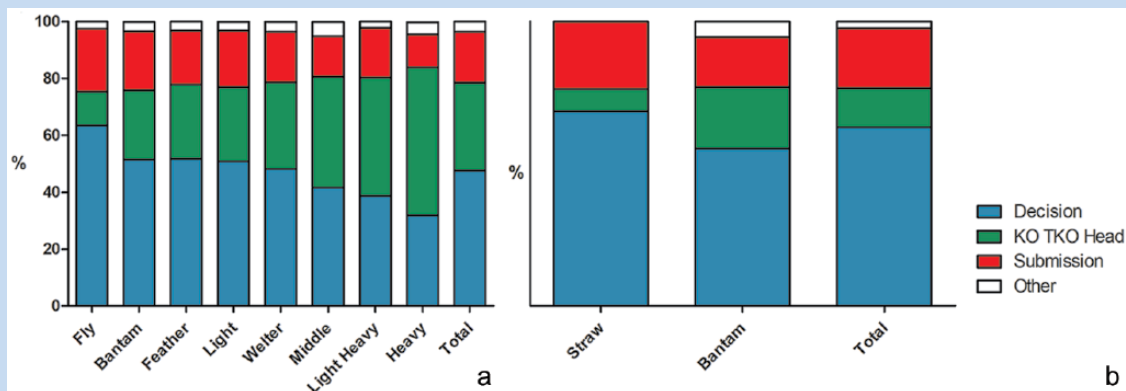 100
80
60
%
40
20
0
Fly
Bantam
Feather
Light
Welter
Middle
Light Heavy
Heavy
Total
a
%
Straw
Bantam
Total
b
Decision
KO TKO Head
Submission
Other